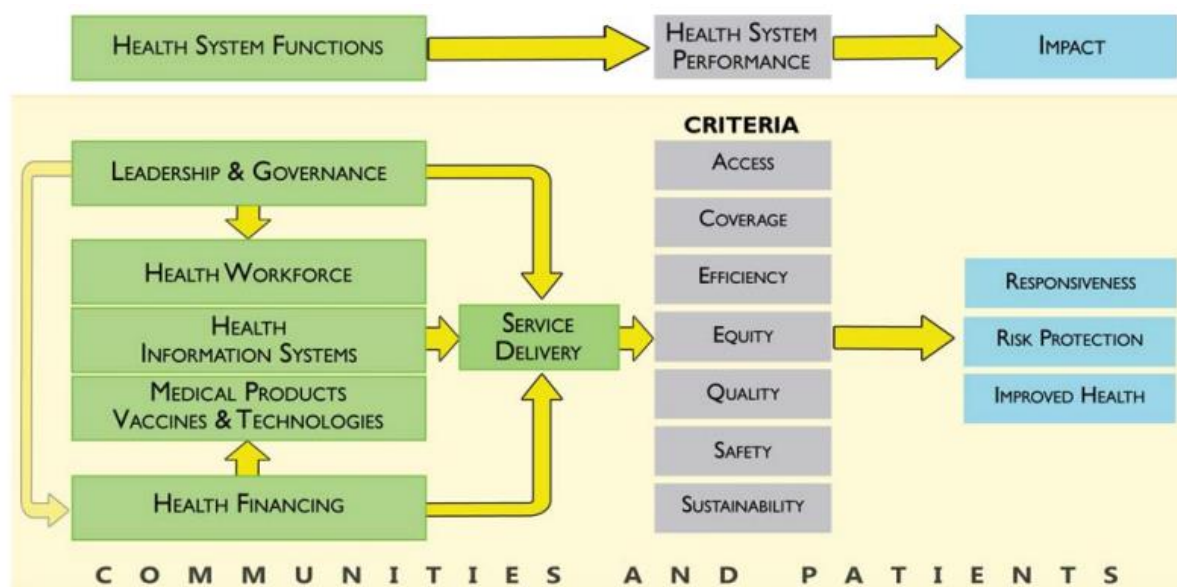 HEALTH SYSTEM FUNCTIONS
HEALTH SYSTEM
PERFORMANCE
IMPACT
CRITERIA
LEADERSHIP & GOVERNANCE
HEALTH WORKFORCE
HEALTH
INFORMATION SYSTEMS
MEDICAL PRODUCTS
VACCINES & TECHNOLOGIES
HEALTH FINANCING
SERVICE
DELIVERY
ACCESS
COVERAGE
EFFICIENCY
EQUITY
QUALITY
SAFETY
SUSTAINABILITY
RESPONSIVENESS
RISK PROTECTION
IMPROVED HEALTH
COMMUNITIES AND PATIENTS